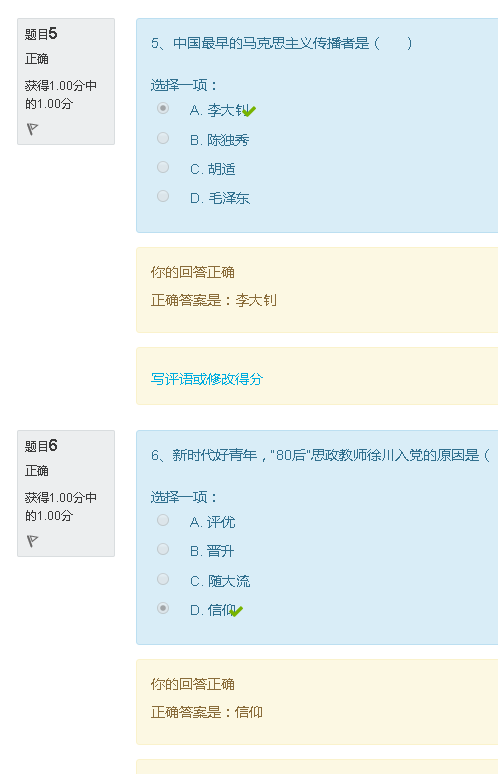 题目5
正确
获得1.00分中
的1.00分
5、中国最早的马克思主义传播者是（　　）
选择一项：
A. 李大钊
B. 陈独秀
C. 胡适
D. 毛泽东
你的回答正确
正确答案是：李大钊
写评语或修改得分
题目6
正确
获得1.00分中
的1.00分
6、新时代好青年，“80后”思政教师徐川入党的原因是（
选择一项：
A. 评优
B. 晋升
C. 随大流
D. 信仰
你的回答正确
正确答案是：信仰